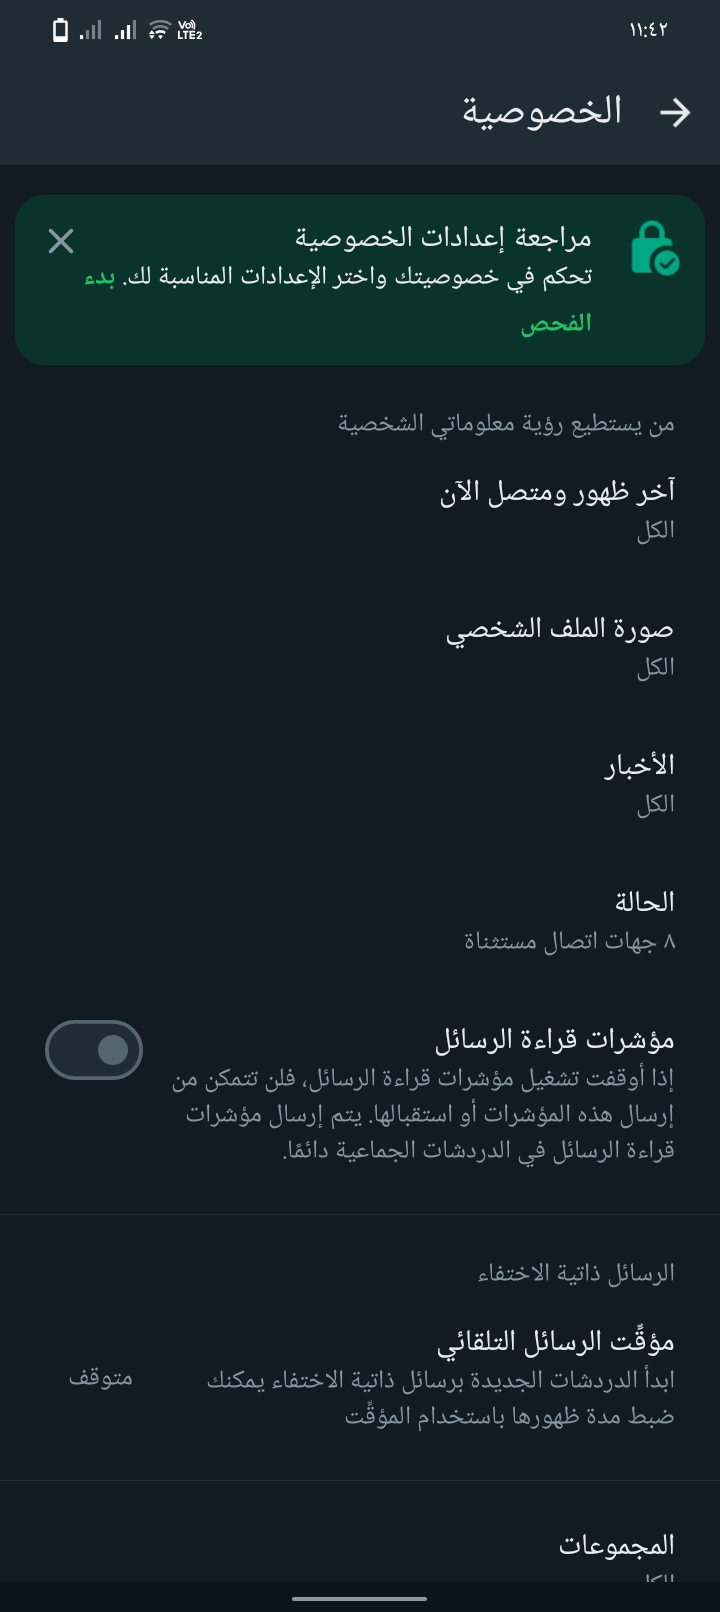 ١١:٤٢
Vo)) LTE2
الخصوصية
مراجعة إعدادات الخصوصية
تحكم في خصوصيتك واختر الإعدادات المناسبة لك. بدء
الفحص
من يستطيع رؤية معلوماتي الشخصية
آخر ظهور ومتصل الآن
الكل
صورة الملف الشخصي
الكل
الأخبار
الكل
الحالة
٨ جهات اتصال مستثناة
مؤشرات قراءة الرسائل
إذا أوقفت تشغيل مؤشرات قراءة الرسائل، فلن تتمكن من
إرسال هذه المؤشرات أو استقبالها. يتم إرسال مؤشرات
قراءة الرسائل في الدردشات الجماعية دائمًا.
الرسائل ذاتية الاختفاء
مؤقِّت الرسائل التلقائي
ابدأ الدردشات الجديدة برسائل ذاتية الاختفاء يمكنك
ضبط مدة ظهورها باستخدام المؤقِّت
متوقف
المجموعات